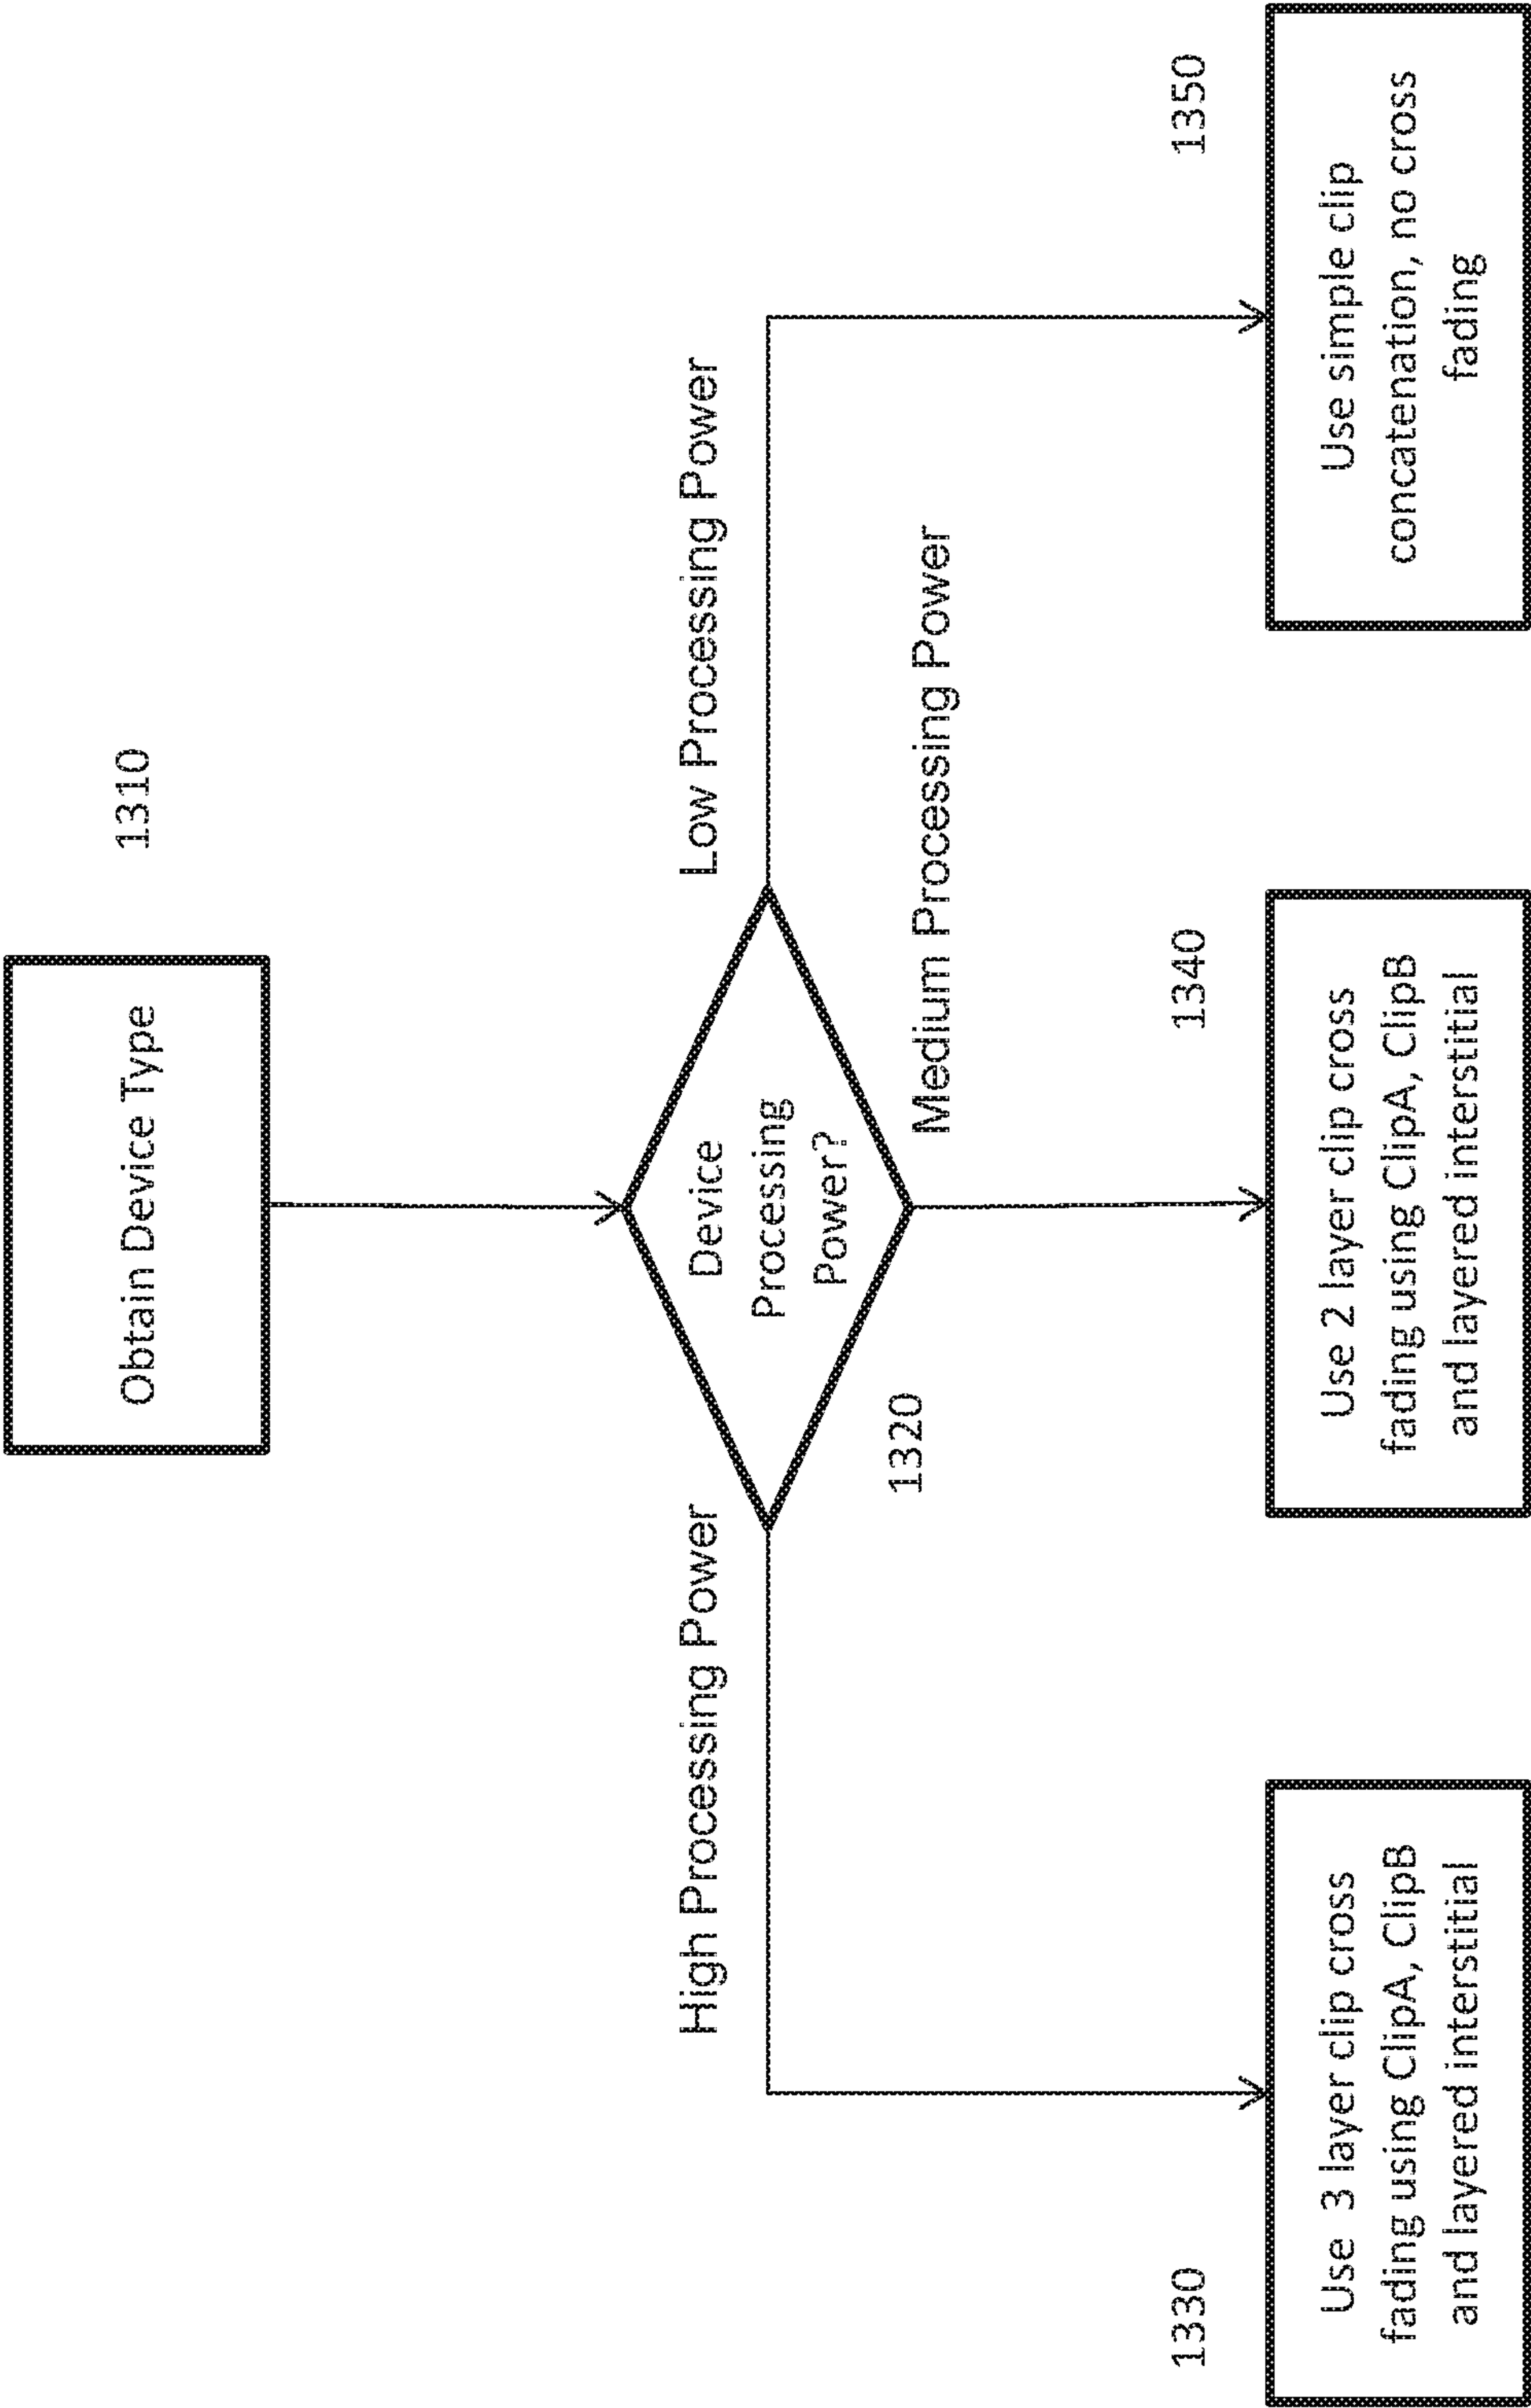 Obtain Device Type
1310
High Processing Power
Device
Processing
Power?
Low Processing Power
1320
Medium Processing Power
1330
Use 3 layer clip cross
fading using ClipA, ClipB
and layered interstitial
1340
Use 2 layer clip cross
fading using ClipA, ClipB
and layered interstitial
1350
Use simple clip
concatenation, no cross
fading